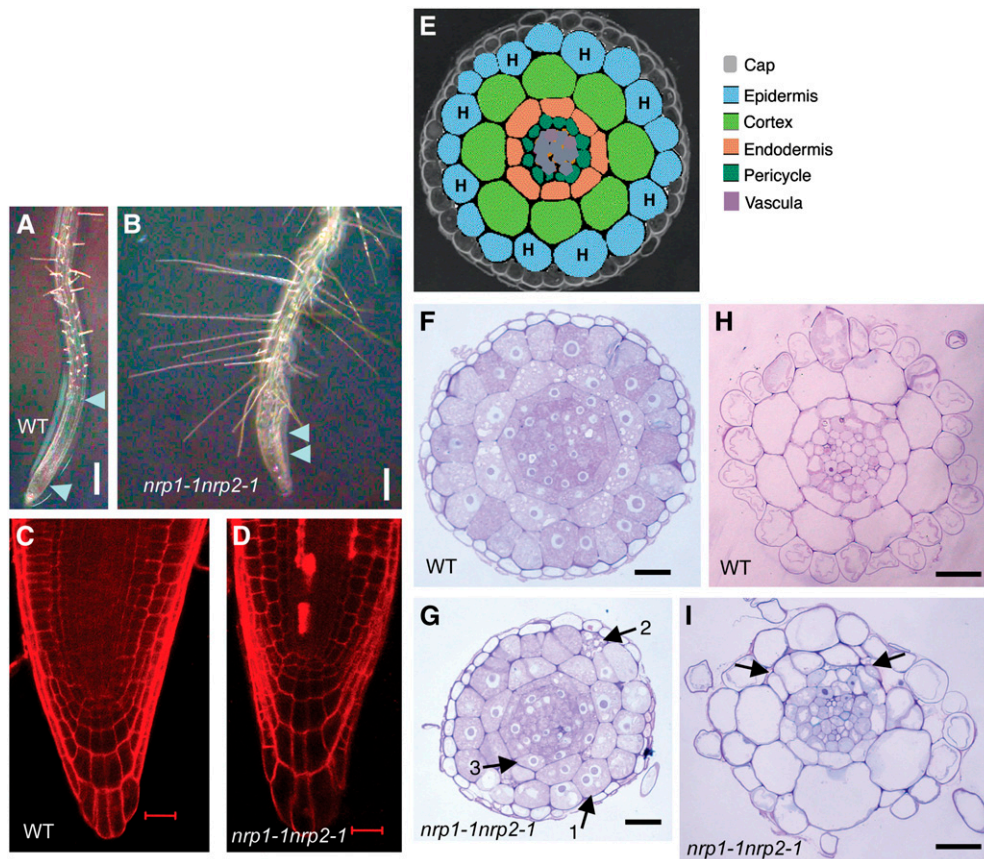 E
H H
H H
H H
H H
Cap
Epidermis
Cortex
Endodermis
Pericycle
Vascula
A
WT
B
nrp1-1nrp2-1
C
WT
D
nrp1-1nrp2-1
F
WT
H
G
2
3
1
nrp1-1nrp2-1
WT
I
nrp1-1nrp2-1